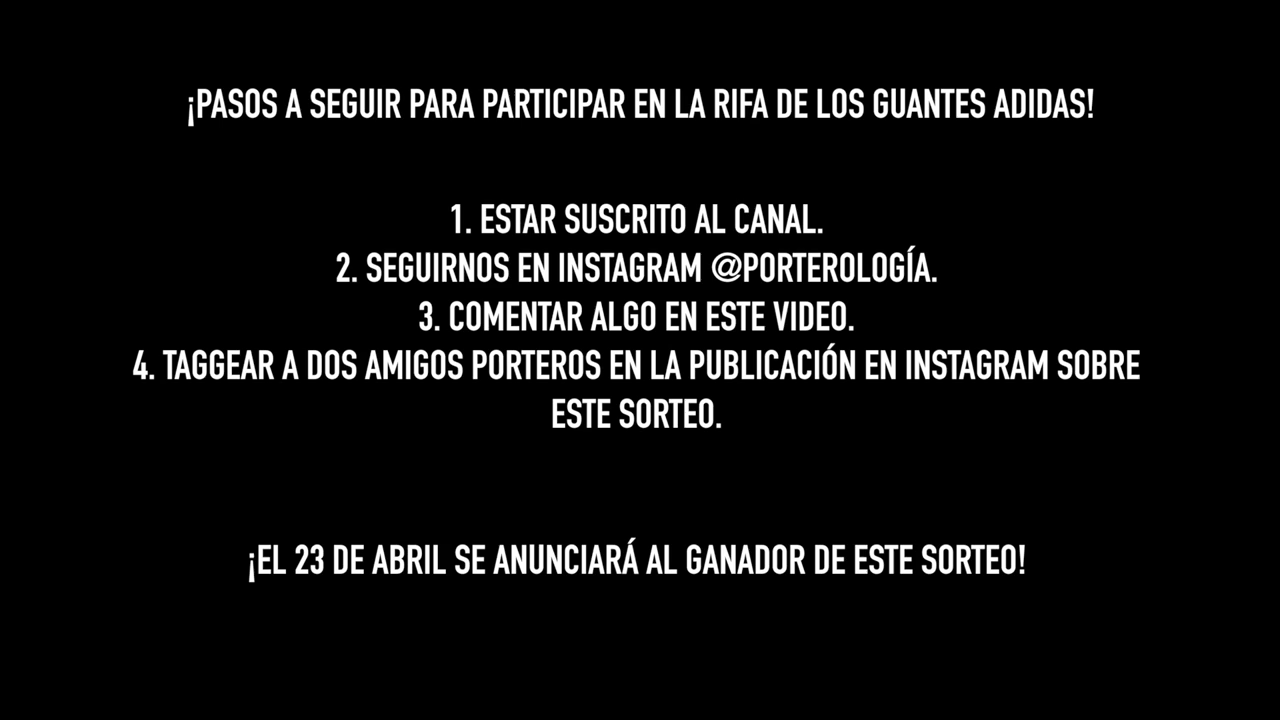 ¡PASOS A SEGUIR PARA PARTICIPAR EN LA RIFA DE LOS GUANTES ADIDAS!
1. ESTAR SUSCRITO AL CANAL.
2. SEGUIRNOS EN INSTAGRAM @PORTEROLOGÍA.
3. COMENTAR ALGO EN ESTE VIDEO.
4. TAGGEAR A DOS AMIGOS PORTEROS EN LA PUBLICACIÓN EN INSTAGRAM SOBRE
ESTE SORTEO.
¡EL 23 DE ABRIL SE ANUNCIARÁ AL GANADOR DE ESTE SORTEO!